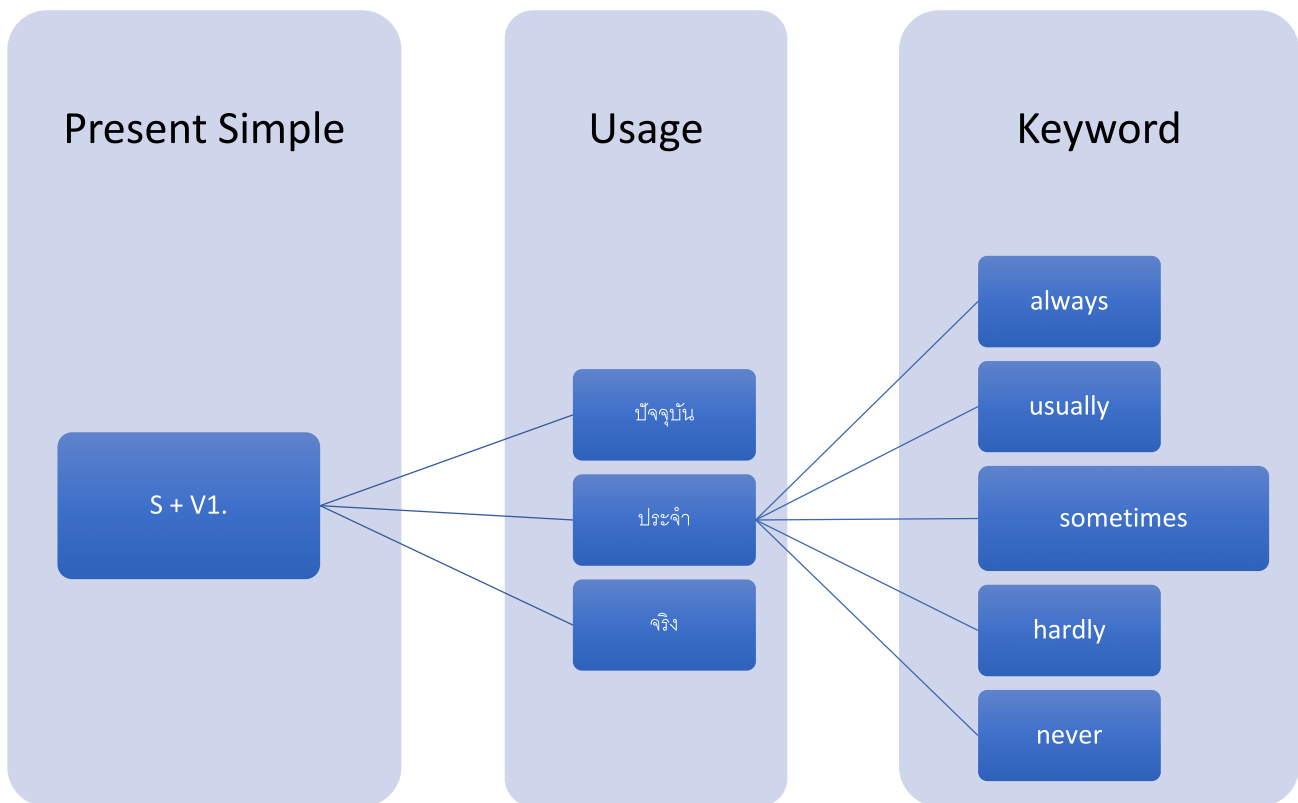 Present Simple
Usage
Keyword
S + V1.
ปัจจุบัน
ประจำ
จริง
always
usually
sometimes
hardly
never